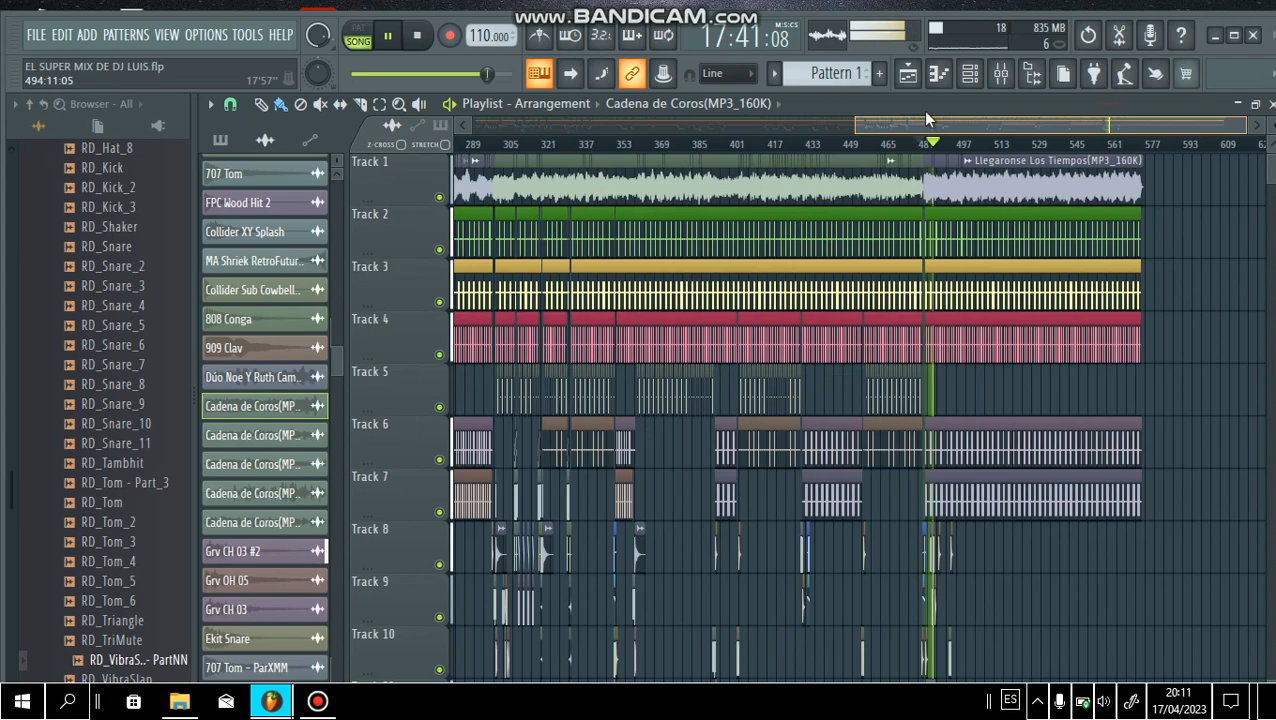 www.BANDICAM.com
FILE EDIT ADD PATTERNS VIEW OPTIONS TOOLS HELP
PAT
SONG
110.000
3.2.
M:S:CS
17:41:08
18
835 MB
6
EL SUPER MIX DE DJ LUIS.flp
494:11:05
17'57"
Line
Pattern 1
Browser - All
Playlist - Arrangement
Cadena de Coros(MP3_160K)
Z-CROSS
STRETCH
289
305
321
337
353
369
385
401
417
433
449
465
497
513
529
545
561
577
593
609
RD_Hat_8
RD_Kick
RD_Kick_2
RD_Kick_3
RD_Shaker
RD_Snare
RD_Snare_2
RD_Snare_3
RD_Snare_4
RD_Snare_5
RD_Snare_6
RD_Snare_7
RD_Snare_8
RD_Snare_9
RD_Snare_10
RD_Snare_11
RD_Tambhit
RD_Tom - Part_3
RD_Tom
RD_Tom_2
RD_Tom_3
RD_Tom_4
RD_Tom_5
RD_Tom_6
RD_Triangle
RD_TriMute
RD_VibraS..- PartNN
RD_VibraSlap
707 Tom
FPC Wood Hit 2
Collider XY Splash
MA Shriek RetroFutur..
Collider Sub Cowbell..
808 Conga
909 Clav
Dúo Noe Y Ruth Cam..
Cadena de Coros(MP..
Cadena de Coros(MP..
Cadena de Coros(MP..
Cadena de Coros(MP..
Cadena de Coros(MP..
Grv CH 03 #2
Grv OH 05
Grv CH 03
Ekit Snare
707 Tom - ParXMM
Track 1
Llegaronse Los Tiempos(MP3_160K)
Track 2
Track 3
Track 4
Track 5
Track 6
Track 7
Track 8
Track 9
Track 10
ES
20:11
17/04/2023